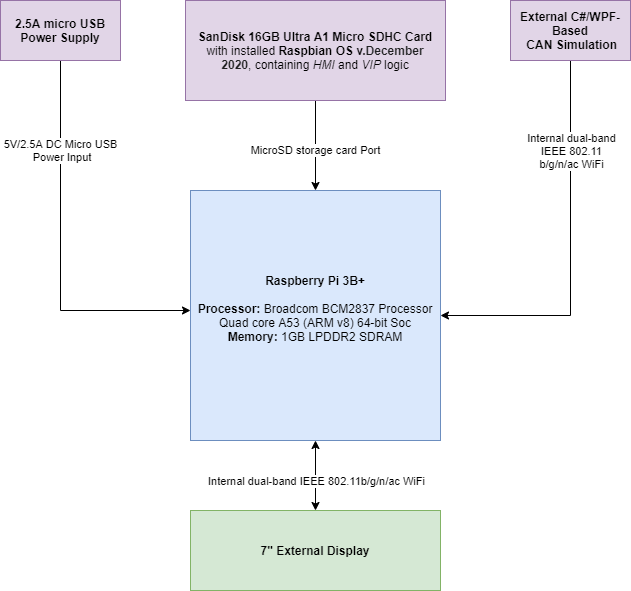 2.5A micro USB
Power Supply
SanDisk 16GB Ultra A1 Micro SDHC Card
with installed Raspbian OS v.December
2020, containing HMI and VIP logic
External C#/WPF-
Based
CAN Simulation
5V/2.5A DC Micro USB
Power Input
MicroSD storage card Port
Internal dual-band
IEEE 802.11
b/g/n/ac WiFi
Raspberry Pi 3B+
Processor: Broadcom BCM2837 Processor
Quad core A53 (ARM v8) 64-bit Soc
Memory: 1GB LPDDR2 SDRAM
Internal dual-band IEEE 802.11b/g/n/ac WiFi
7" External Display